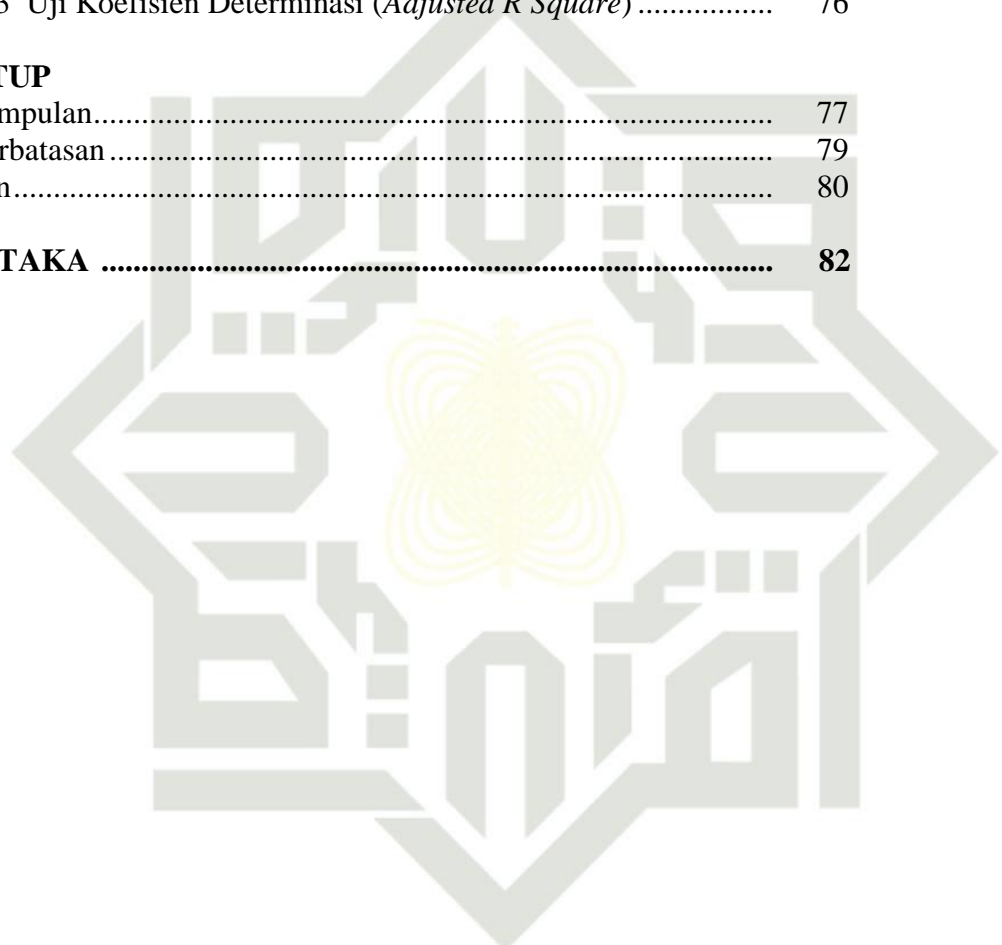 Uji Koefisien Determinasi (Adjusted R Square) ................. 76
TUP
mpulan.................................................................................... 77
rbatasan .................................................................................. 79
n.............................................................................................. 80
TAKA .................................................................................... 82